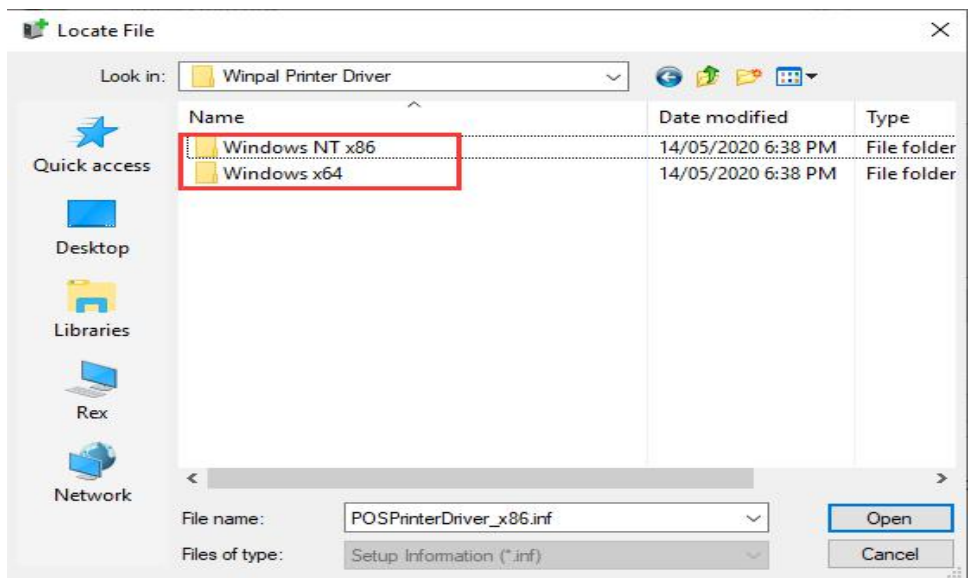 Locate File
Look in: Winpal Printer Driver
Name Date modified Type
Windows NT x86 14/05/2020 6:38 PM File folder
Windows x64 14/05/2020 6:38 PM File folder
Quick access
Desktop
Libraries
Rex
Network
File name: POSPrinterDriver_x86.inf Open
Files of type: Setup Information (*.inf) Cancel